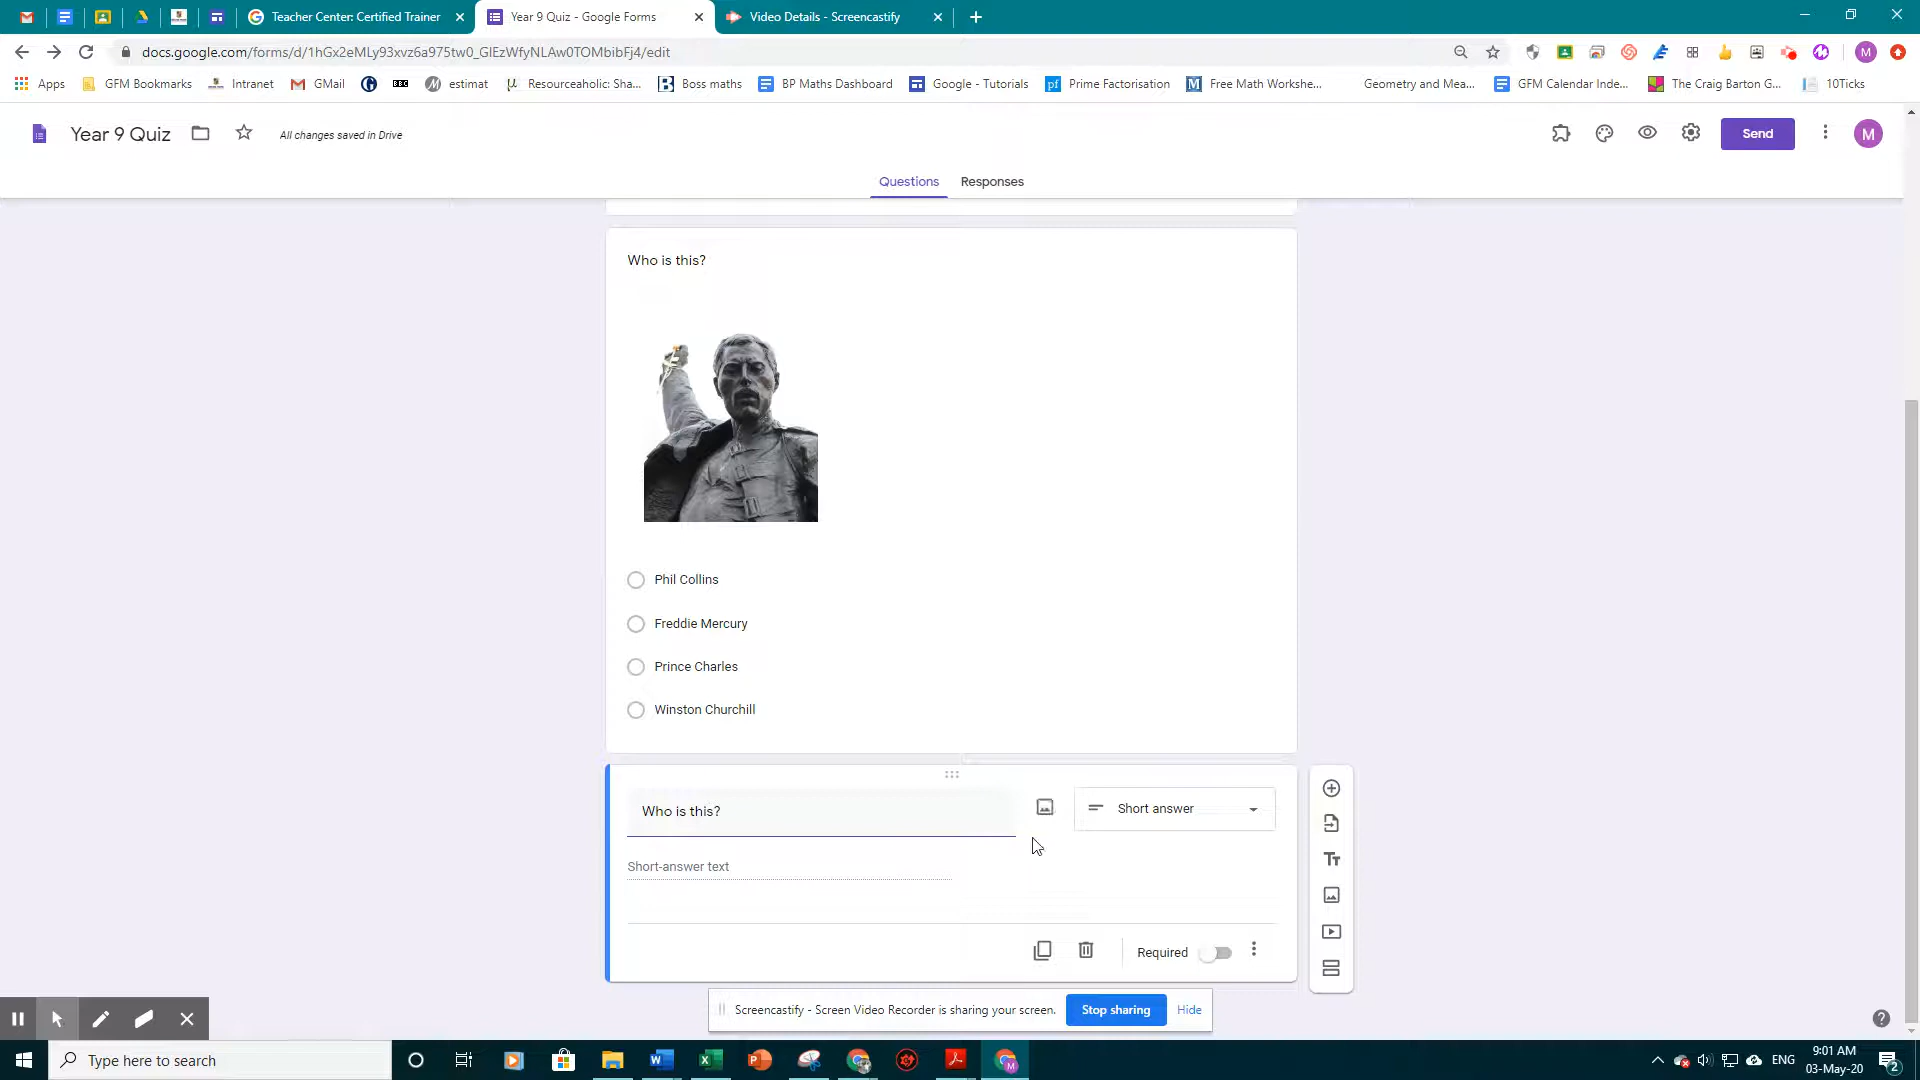 Teacher Center: Certified Trainer
Year 9 Quiz - Google Forms
Video Details - Screencastify
docs.google.com/forms/d/1hGx2eMLy93xvz6a975tw0_GlEzWfyNLAw0TOMbibFj4/edit
Apps
GFM Bookmarks
Intranet
GMail
BBC
estimat
Resourceaholic: Sha...
Boss maths
BP Maths Dashboard
Google - Tutorials
Prime Factorisation
Free Math Workshe...
Geometry and Mea...
GFM Calendar Inde...
The Craig Barton G...
10Ticks
Year 9 Quiz
All changes saved in Drive
Send
M
Questions
Responses
Who is this?
Phil Collins
Freddie Mercury
Prince Charles
Winston Churchill
Who is this?
Short answer
Short-answer text
Required
Screencastify - Screen Video Recorder is sharing your screen.
Stop sharing
Hide
Type here to search
ENG
9:01 AM
03-May-20
2